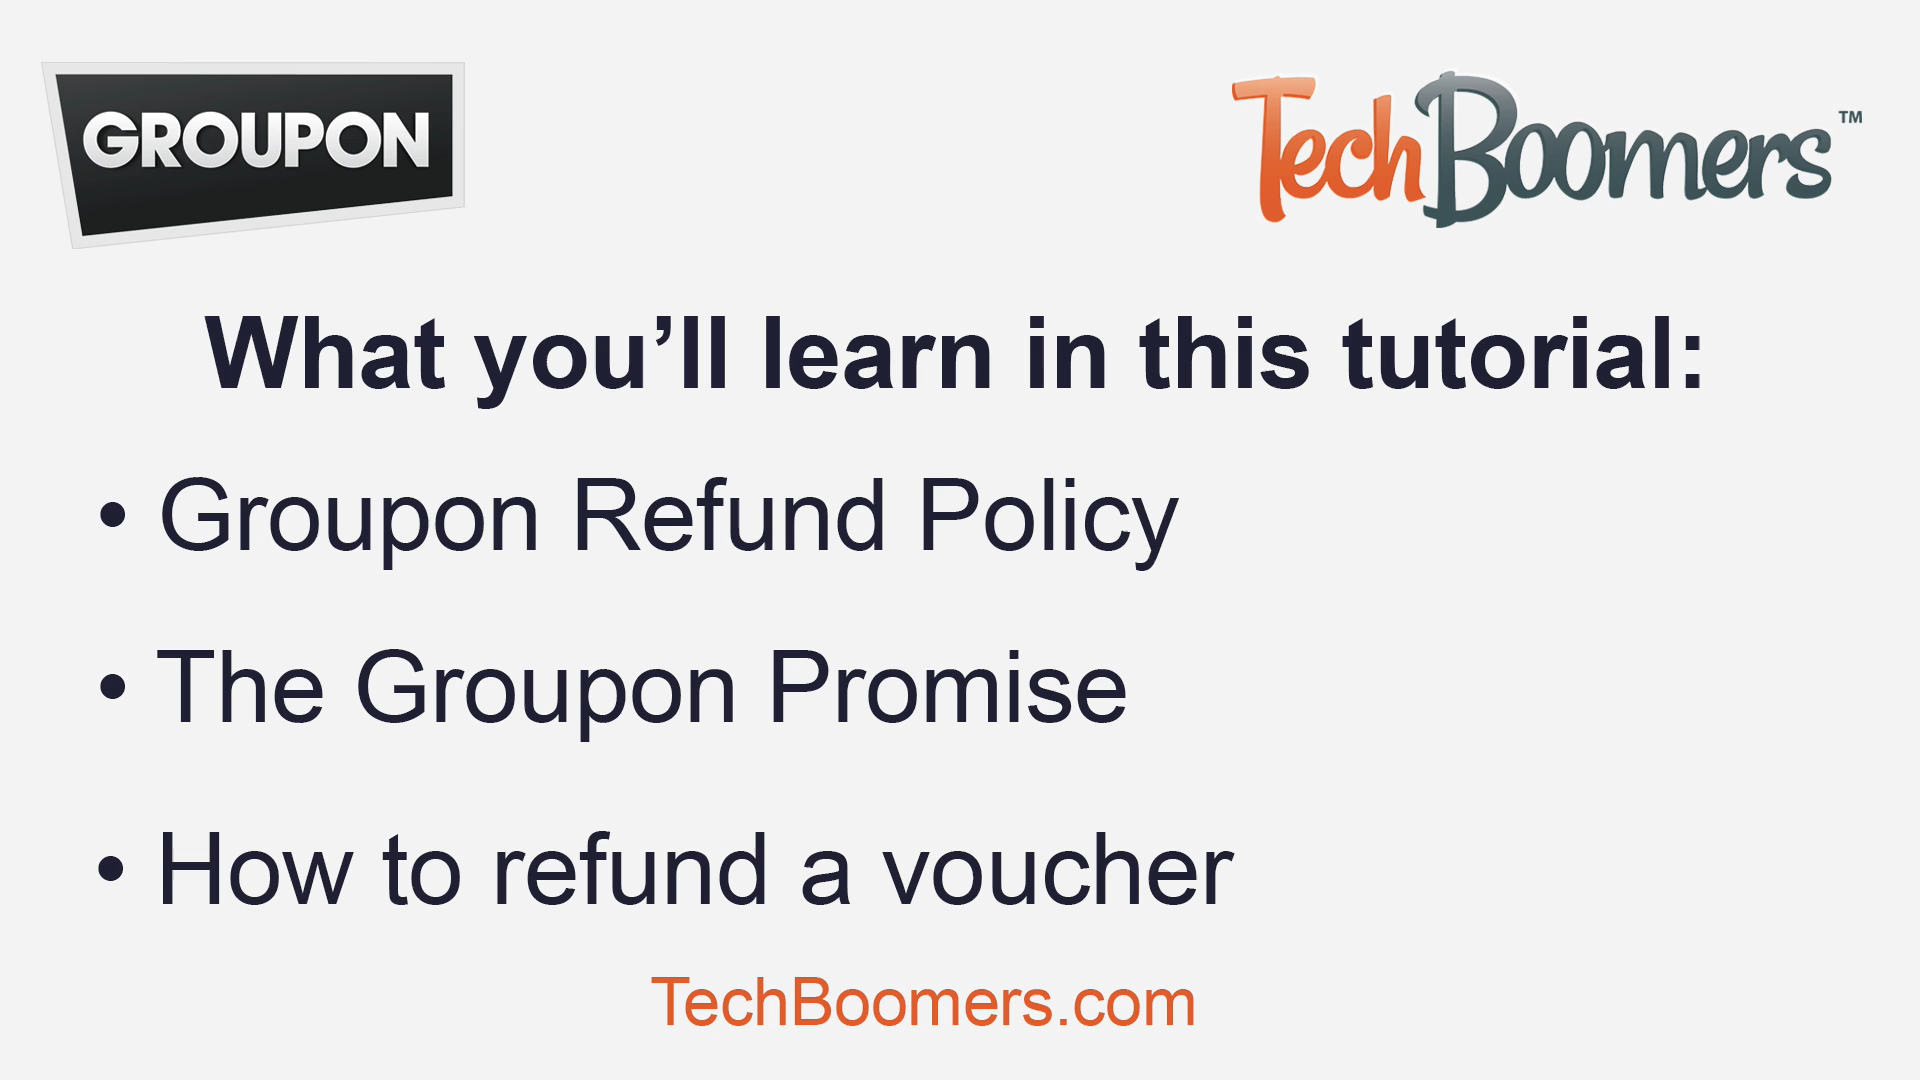 GROUPON
TechBoomers™
What you’ll learn in this tutorial:
• Groupon Refund Policy
• The Groupon Promise
• How to refund a voucher
TechBoomers.com